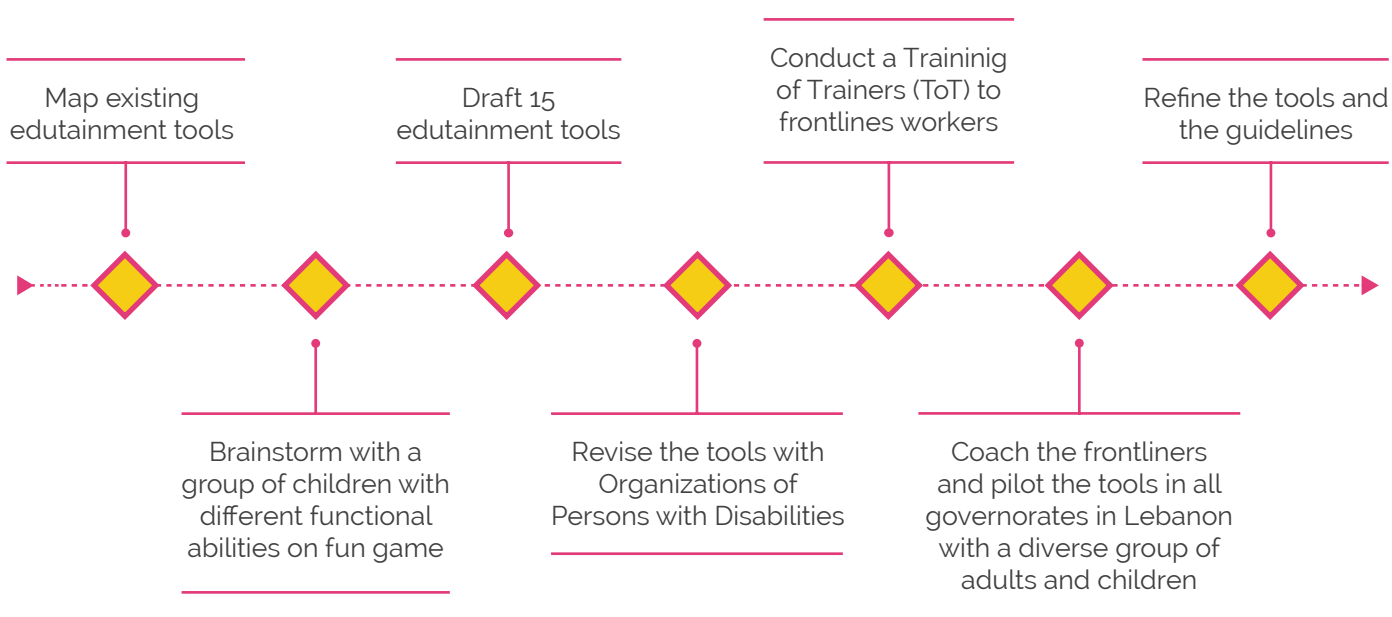 Map existing
edutainment tools
Brainstorm with a
group of children with
different functional
abilities on fun game
Draft 15
edutainment tools
Revise the tools with
Organizations of
Persons with Disabilities
Conduct a Traininig
of Trainers (ToT) to
frontlines workers
Coach the frontliners
and pilot the tools in all
governorates in Lebanon
with a diverse group of
adults and children
Refine the tools and
the guidelines